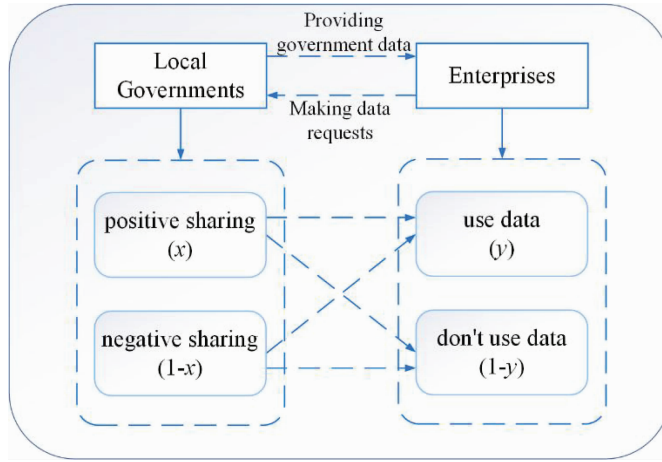 Providing
government data
Local
Governments
Enterprises
Making data
requests
positive sharing
(x)
use data
(y)
negative sharing
(1-x)
don't use data
(1-y)